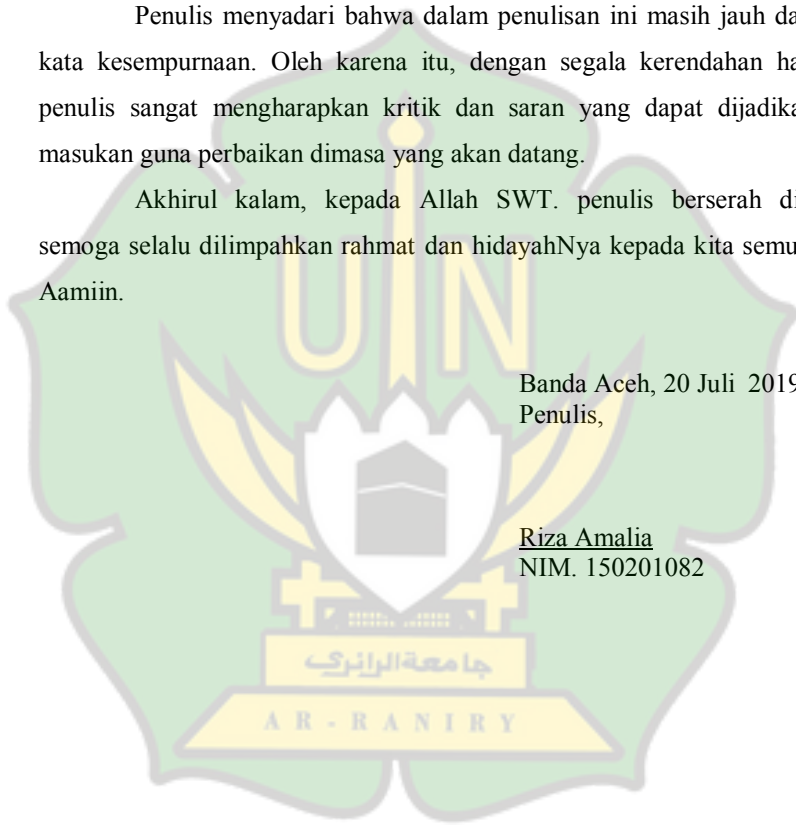 Penulis menyadari bahwa dalam penulisan ini masih jauh da
kata kesempurnaan. Oleh karena itu, dengan segala kerendahan ha
penulis sangat mengharapkan kritik dan saran yang dapat dijadika
masukan guna perbaikan dimasa yang akan datang.
Akhirul kalam, kepada Allah SWT. penulis berserah di
semoga selalu dilimpahkan rahmat dan hidayahNya kepada kita semu
Aamiin.
UIN
Banda Aceh, 20 Juli 2019
Penulis,
Riza Amalia
NIM. 150201082
جامعة الرانري
AR-RANIRY